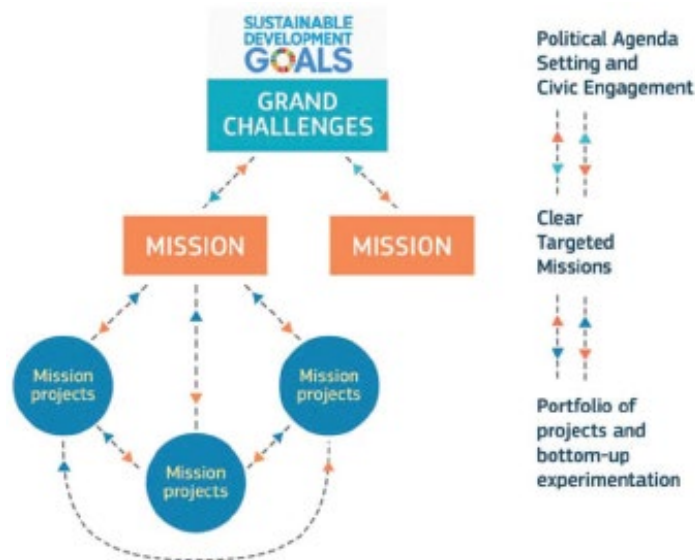 SUSTAINABLE
DEVELOPMENT
GOALS
GRAND
CHALLENGES
MISSION
MISSION
Mission
projects
Mission
projects
Mission
projects
Political Agenda
Setting and
Civic Engagement
Clear
Targeted
Missions
Portfolio of
projects and
bottom-up
experimentation